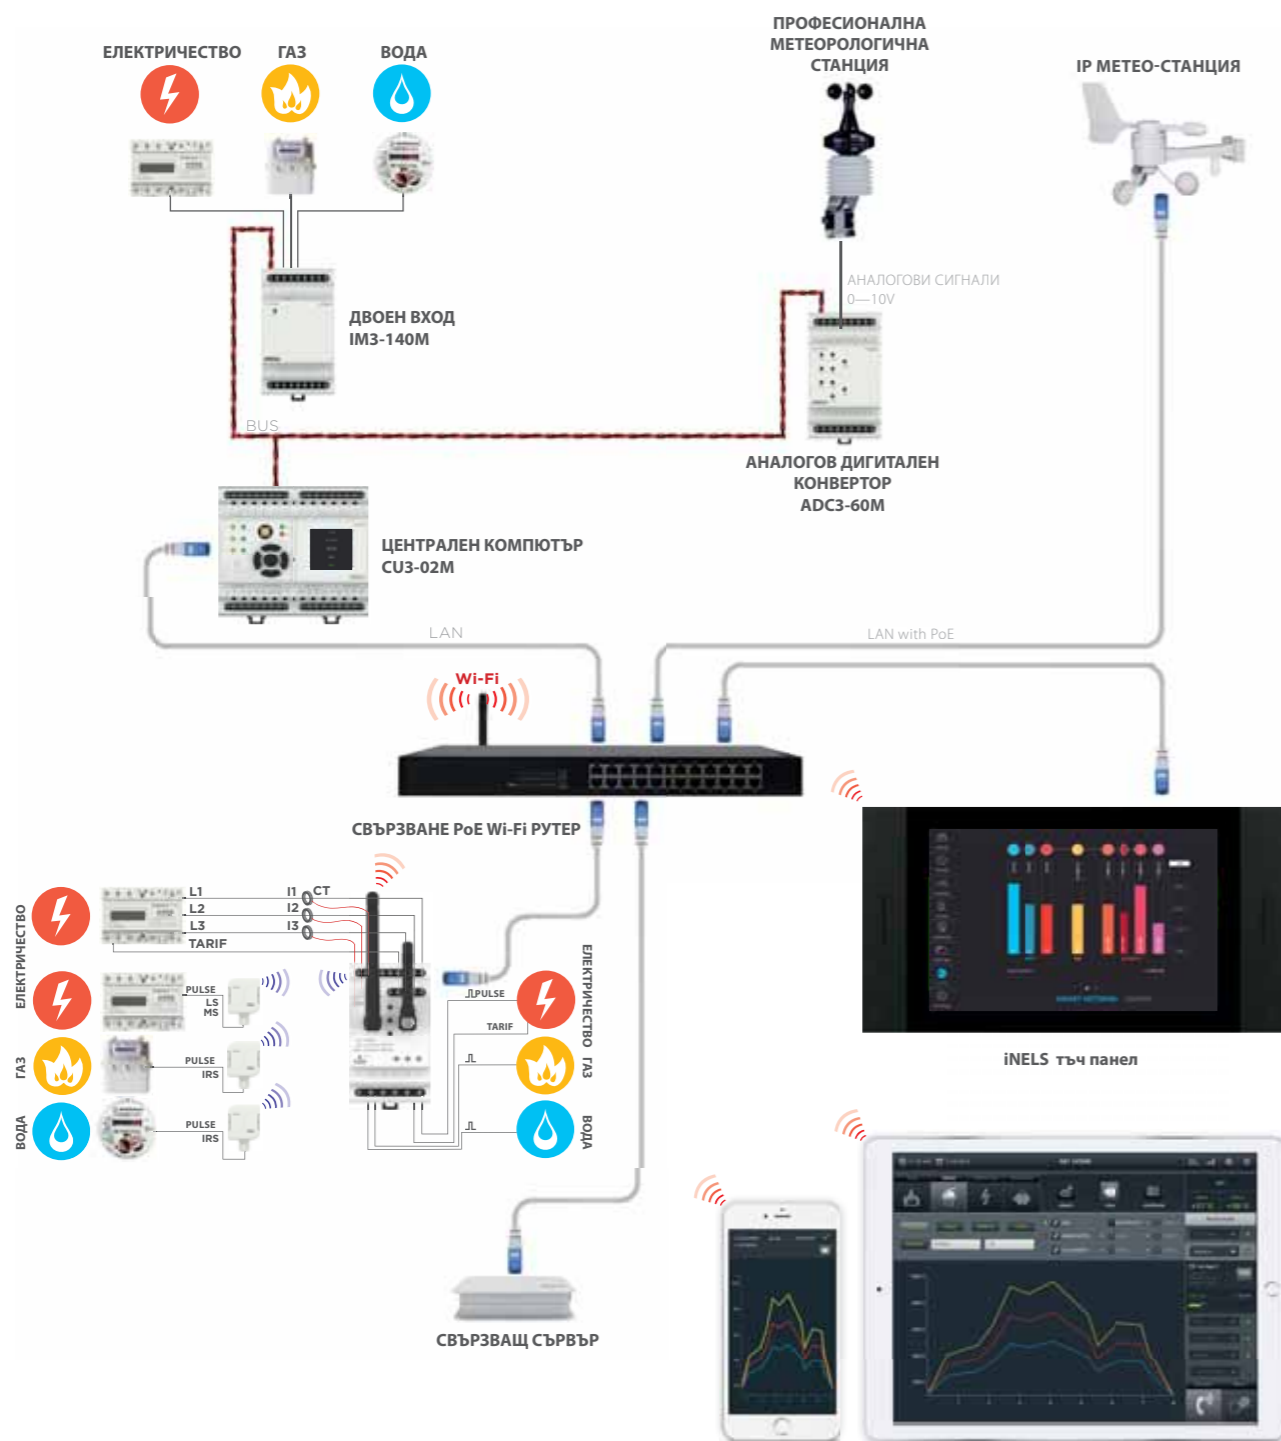 ПРОФЕСИОНАЛНА
МЕТЕОРОЛОГИЧНА
СТАНЦИЯ
ЕЛЕКТРИЧЕСТВО
ГАЗ
ВОДА
IP МЕТЕО-СТАНЦИЯ
АНАЛОГОВИ СИГНАЛИ
0—10V
ДВОЕН ВХОД
IM3-140M
BUS
АНАЛОГОВ ДИГИТАЛЕН
КОНВЕРТОР
ADC3-60M
ЦЕНТРАЛЕН КОМПЮТЪР
CU3-02M
LAN
LAN with PoE
Wi-Fi
СВЪРЗВАНЕ PoE Wi-Fi РУТЕР
ЕЛЕКТРИЧЕСТВО
L1
I1
CT
L2
I2
L3
I3
TARIF
ЕЛЕКТРИЧЕСТВО
PULSE
LS
MS
ГАЗ
PULSE
IRS
ВОДА
PULSE
IRS
PULSE
TARIF
ЕЛЕКТРИЧЕСТВО
ГАЗ
ВОДА
iNELS тъч панел
СВЪРЗВАЩ СЪРВЪР